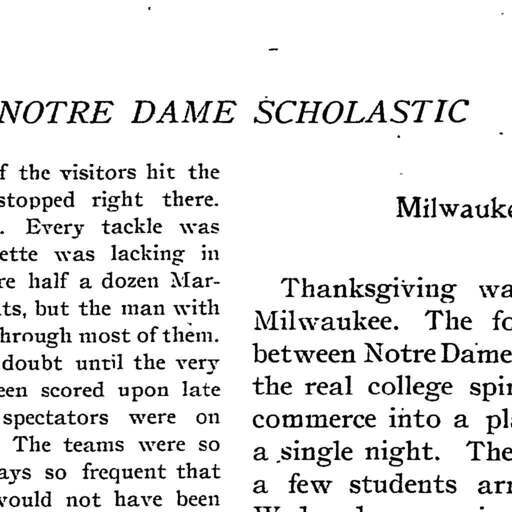 NOTRE DAME SCHOLASTIC
f the visitors hit the
stopped right there.
. Every tackle was
ette was lacking in
re half a dozen Mar-
ts, but the man with
hrough most of them.
doubt until the very
een scored upon late
spectators were on
The teams were so
ays so frequent that
would not have been
Milwauke
Thanksgiving wa
Milwaukee. The fo
between Notre Dame
the real college spir
commerce into a pla
a single night. The
a few students arr